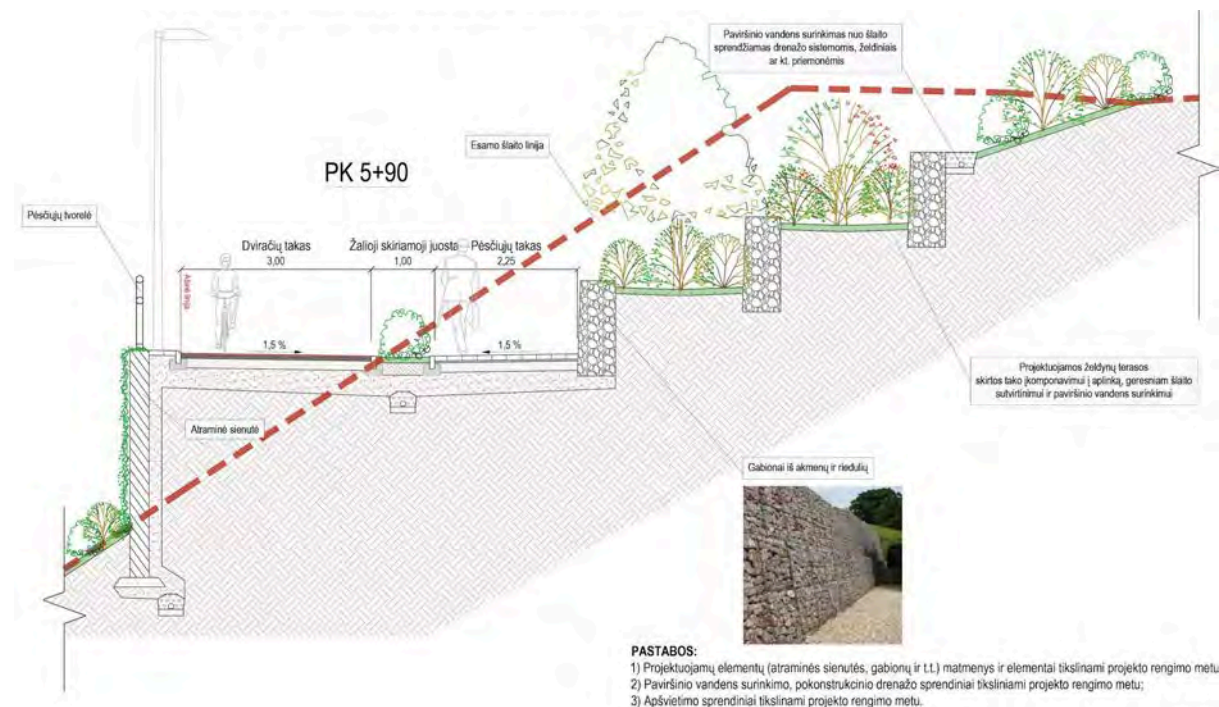 Paviršinio vandens surinkimas nuo šlaito
sprendžiamas drenažo sistemomis, želdiniais
ar kt. priemonėmis
Esamo šlaito linija
PK 5+90
Pėsčiųjų tvorelė
Dviračių takas
3,00
Žalioji skiriamoji juosta
1,00
Pėsčiųjų takas
2,25
Ašinė linija
1,5 %
1,5 %
Atraminė sienutė
Projektuojamos želdynų terasos
skirtos tako įkomponavimui į aplinką, geresniam šlaito
sutvirtinimui ir paviršinio vandens surinkimui
Gabionai iš akmenų ir riedulių
PASTABOS:
1) Projektuojamų elementų (atraminės sienutės, gabionų ir t.t.) matmenys ir elementai tikslinami projekto rengimo metu
2) Paviršinio vandens surinkimo, pokonstrukcinio drenažo sprendiniai tiksliniami projekto rengimo metu;
3) Apšvietimo sprendiniai tikslinami projekto rengimo metu.